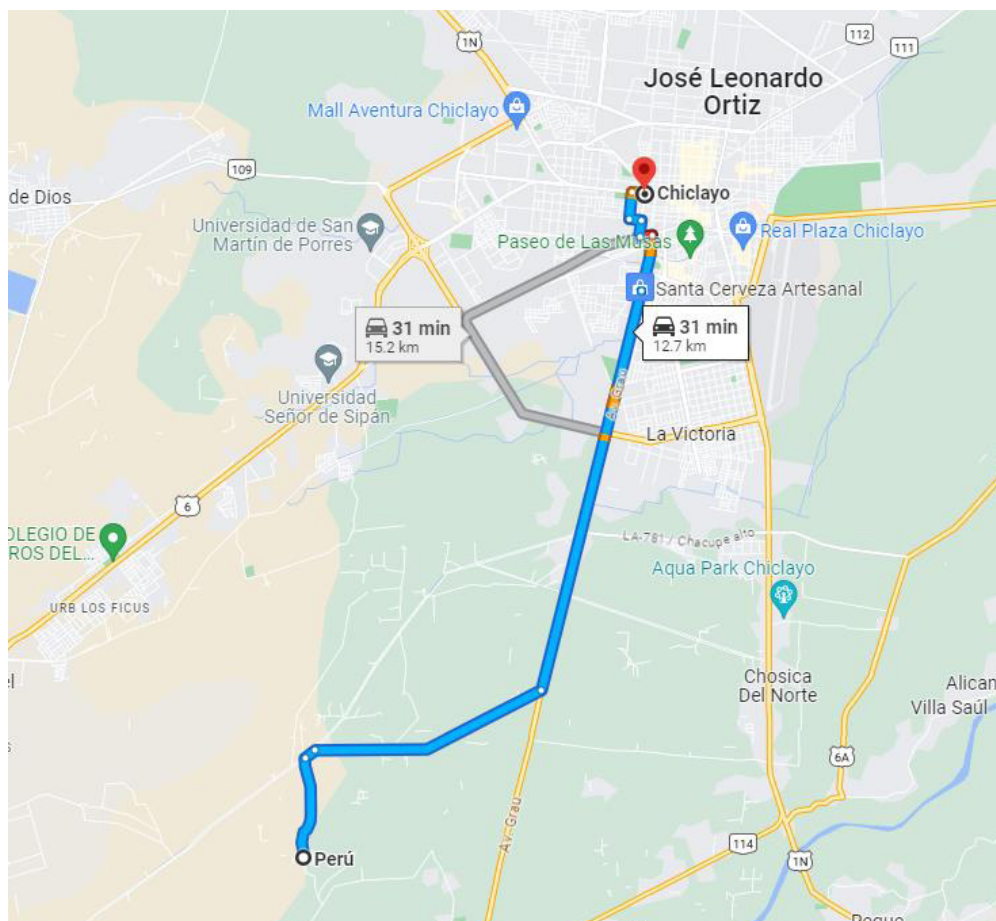 1N
112
111
José Leonardo
Ortiz
Mall Aventura Chiclayo
109
de Dios
Chiclayo
Universidad de San
Martín de Porres
Paseo de Las Musas
Real Plaza Chiclayo
Santa Cerveza Artesanal
31 min
15.2 km
31 min
12.7 km
Universidad
Señor de Sipán
La Victoria
6
OLEGIO DE
ROS DEL...
LA-781 / Chacupe alto
Aqua Park Chiclayo
URB LOS FICUS
el
Chosica
Del Norte
Alican
Villa Saúl
s
6A
Av. Grau
Perú
114
1N